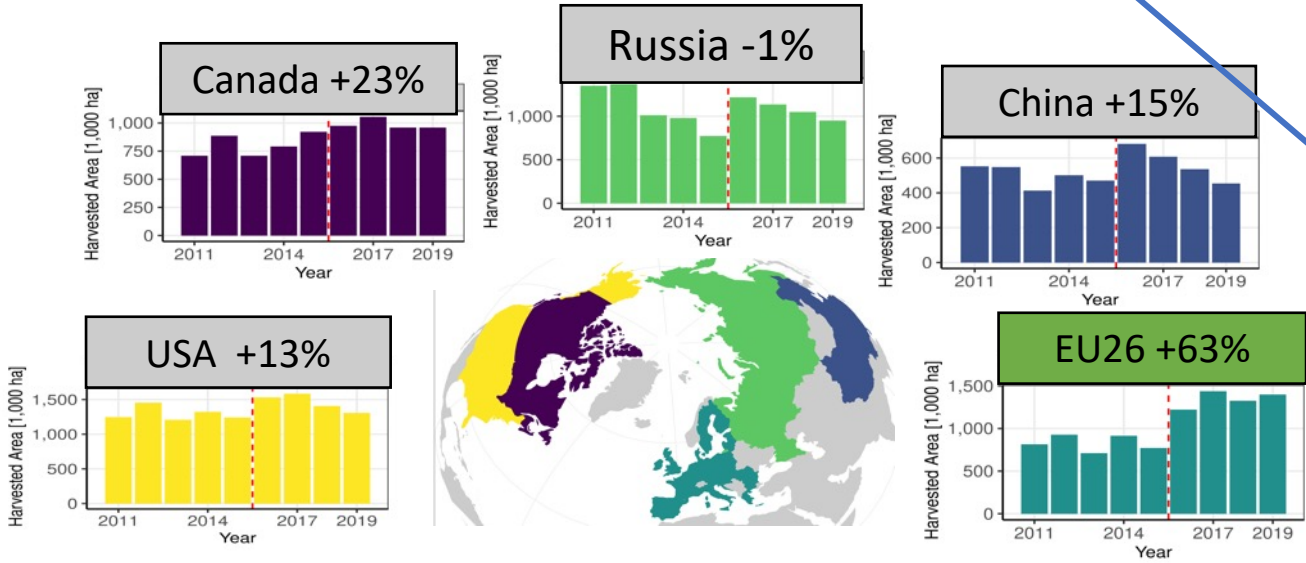 Canada +23%
Harvested Area [1,000 ha]
1,000
750
500
250
0
2011 2014 2017 2019
Year
Russia -1%
Harvested Area [1,000 ha]
1,000
500
0
2011 2014 2017 2019
Year
China +15%
Harvested Area [1,000 ha]
600
400
200
0
2011 2014 2017 2019
Year
USA +13%
Harvested Area [1,000 ha]
1,500
1,000
500
0
2011 2014 2017 2019
Year
EU26 +63%
Harvested Area [1,000 ha]
1,500
1,000
500
0
2011 2014 2017 2019
Year